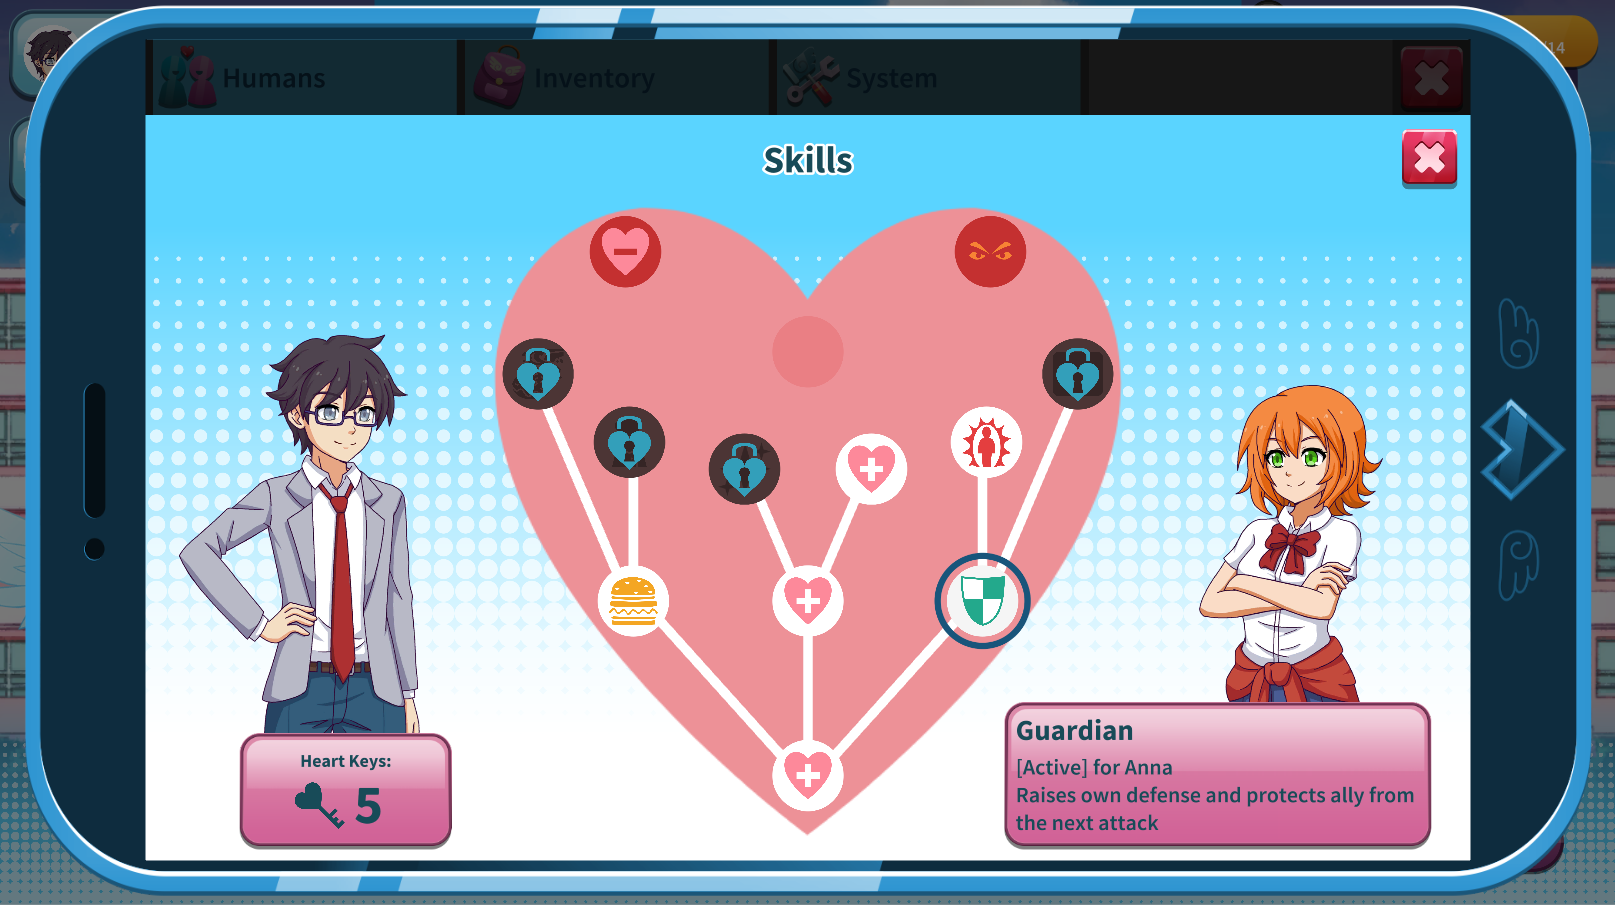 Humans
Inventory
System
14
Skills
Heart Keys:
5
Guardian
[Active] for Anna
Raises own defense and protects ally from
the next attack